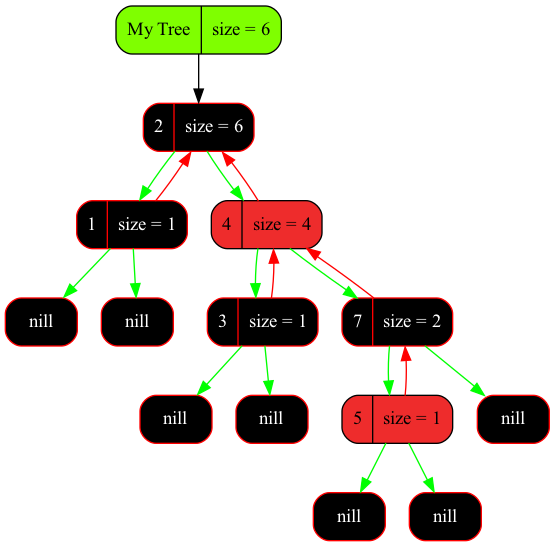 My Tree size = 6
2 size = 6
1 size = 1
4 size = 4
nill
nill
3 size = 1
7 size = 2
nill
nill
5 size = 1
nill
nill
nill